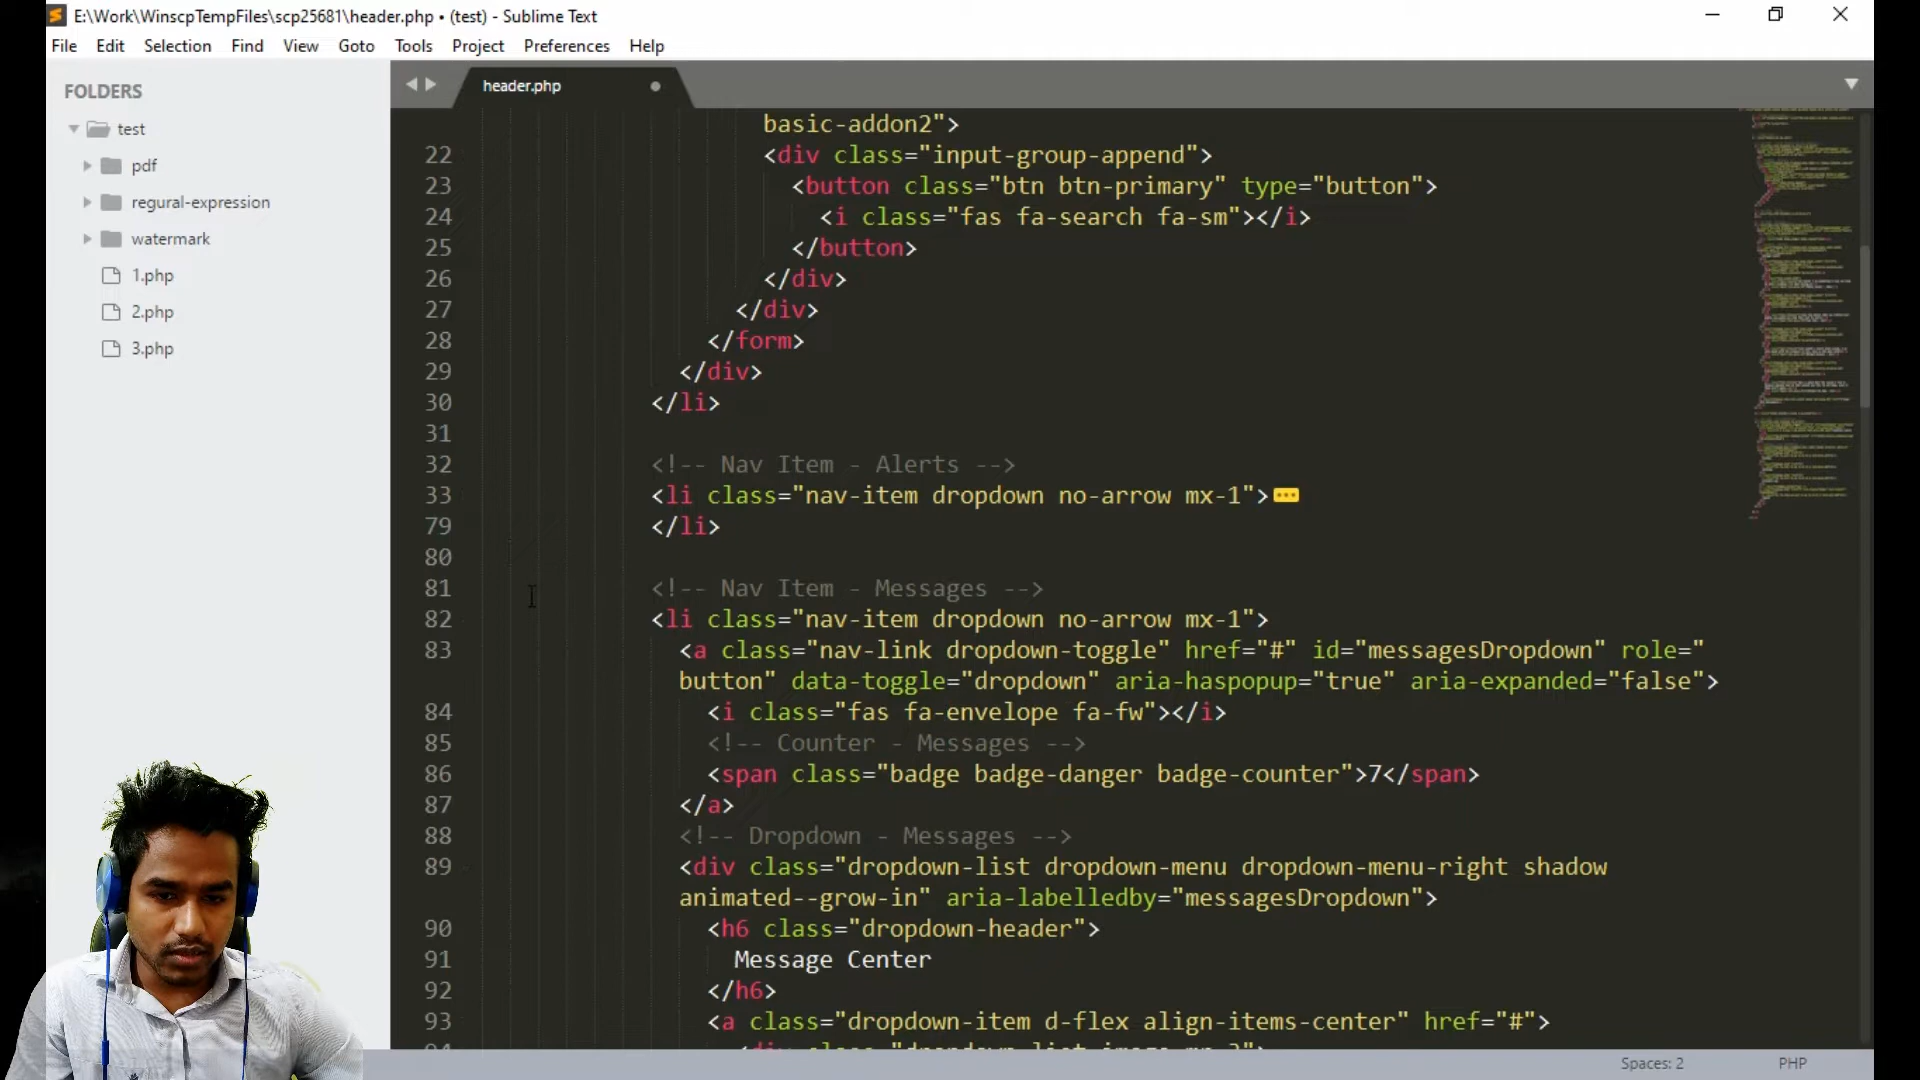 E:\Work\WinscpTempFiles\scp25681\header.php • (test) - Sublime Text
File Edit Selection Find View Goto Tools Project Preferences Help
FOLDERS
test
pdf
regural-expression
watermark
1.php
2.php
3.php
header.php
basic-addon2">
22 <div class="input-group-append">
23 <button class="btn btn-primary" type="button">
24 <i class="fas fa-search fa-sm"></i>
25 </button>
26 </div>
27 </div>
28 </form>
29 </div>
30 </li>
31
32 <!-- Nav Item - Alerts -->
33 <li class="nav-item dropdown no-arrow mx-1">
79 </li>
80
81 <!-- Nav Item - Messages -->
82 <li class="nav-item dropdown no-arrow mx-1">
83 <a class="nav-link dropdown-toggle" href="#" id="messagesDropdown" role="
button" data-toggle="dropdown" aria-haspopup="true" aria-expanded="false">
84 <i class="fas fa-envelope fa-fw"></i>
85 <!-- Counter - Messages -->
86 <span class="badge badge-danger badge-counter">7</span>
87 </a>
88 <!-- Dropdown - Messages -->
89 <div class="dropdown-list dropdown-menu dropdown-menu-right shadow
animated--grow-in" aria-labelledby="messagesDropdown">
90 <h6 class="dropdown-header">
91 Message Center
92 </h6>
93 <a class="dropdown-item d-flex align-items-center" href="#">
Spaces: 2 PHP